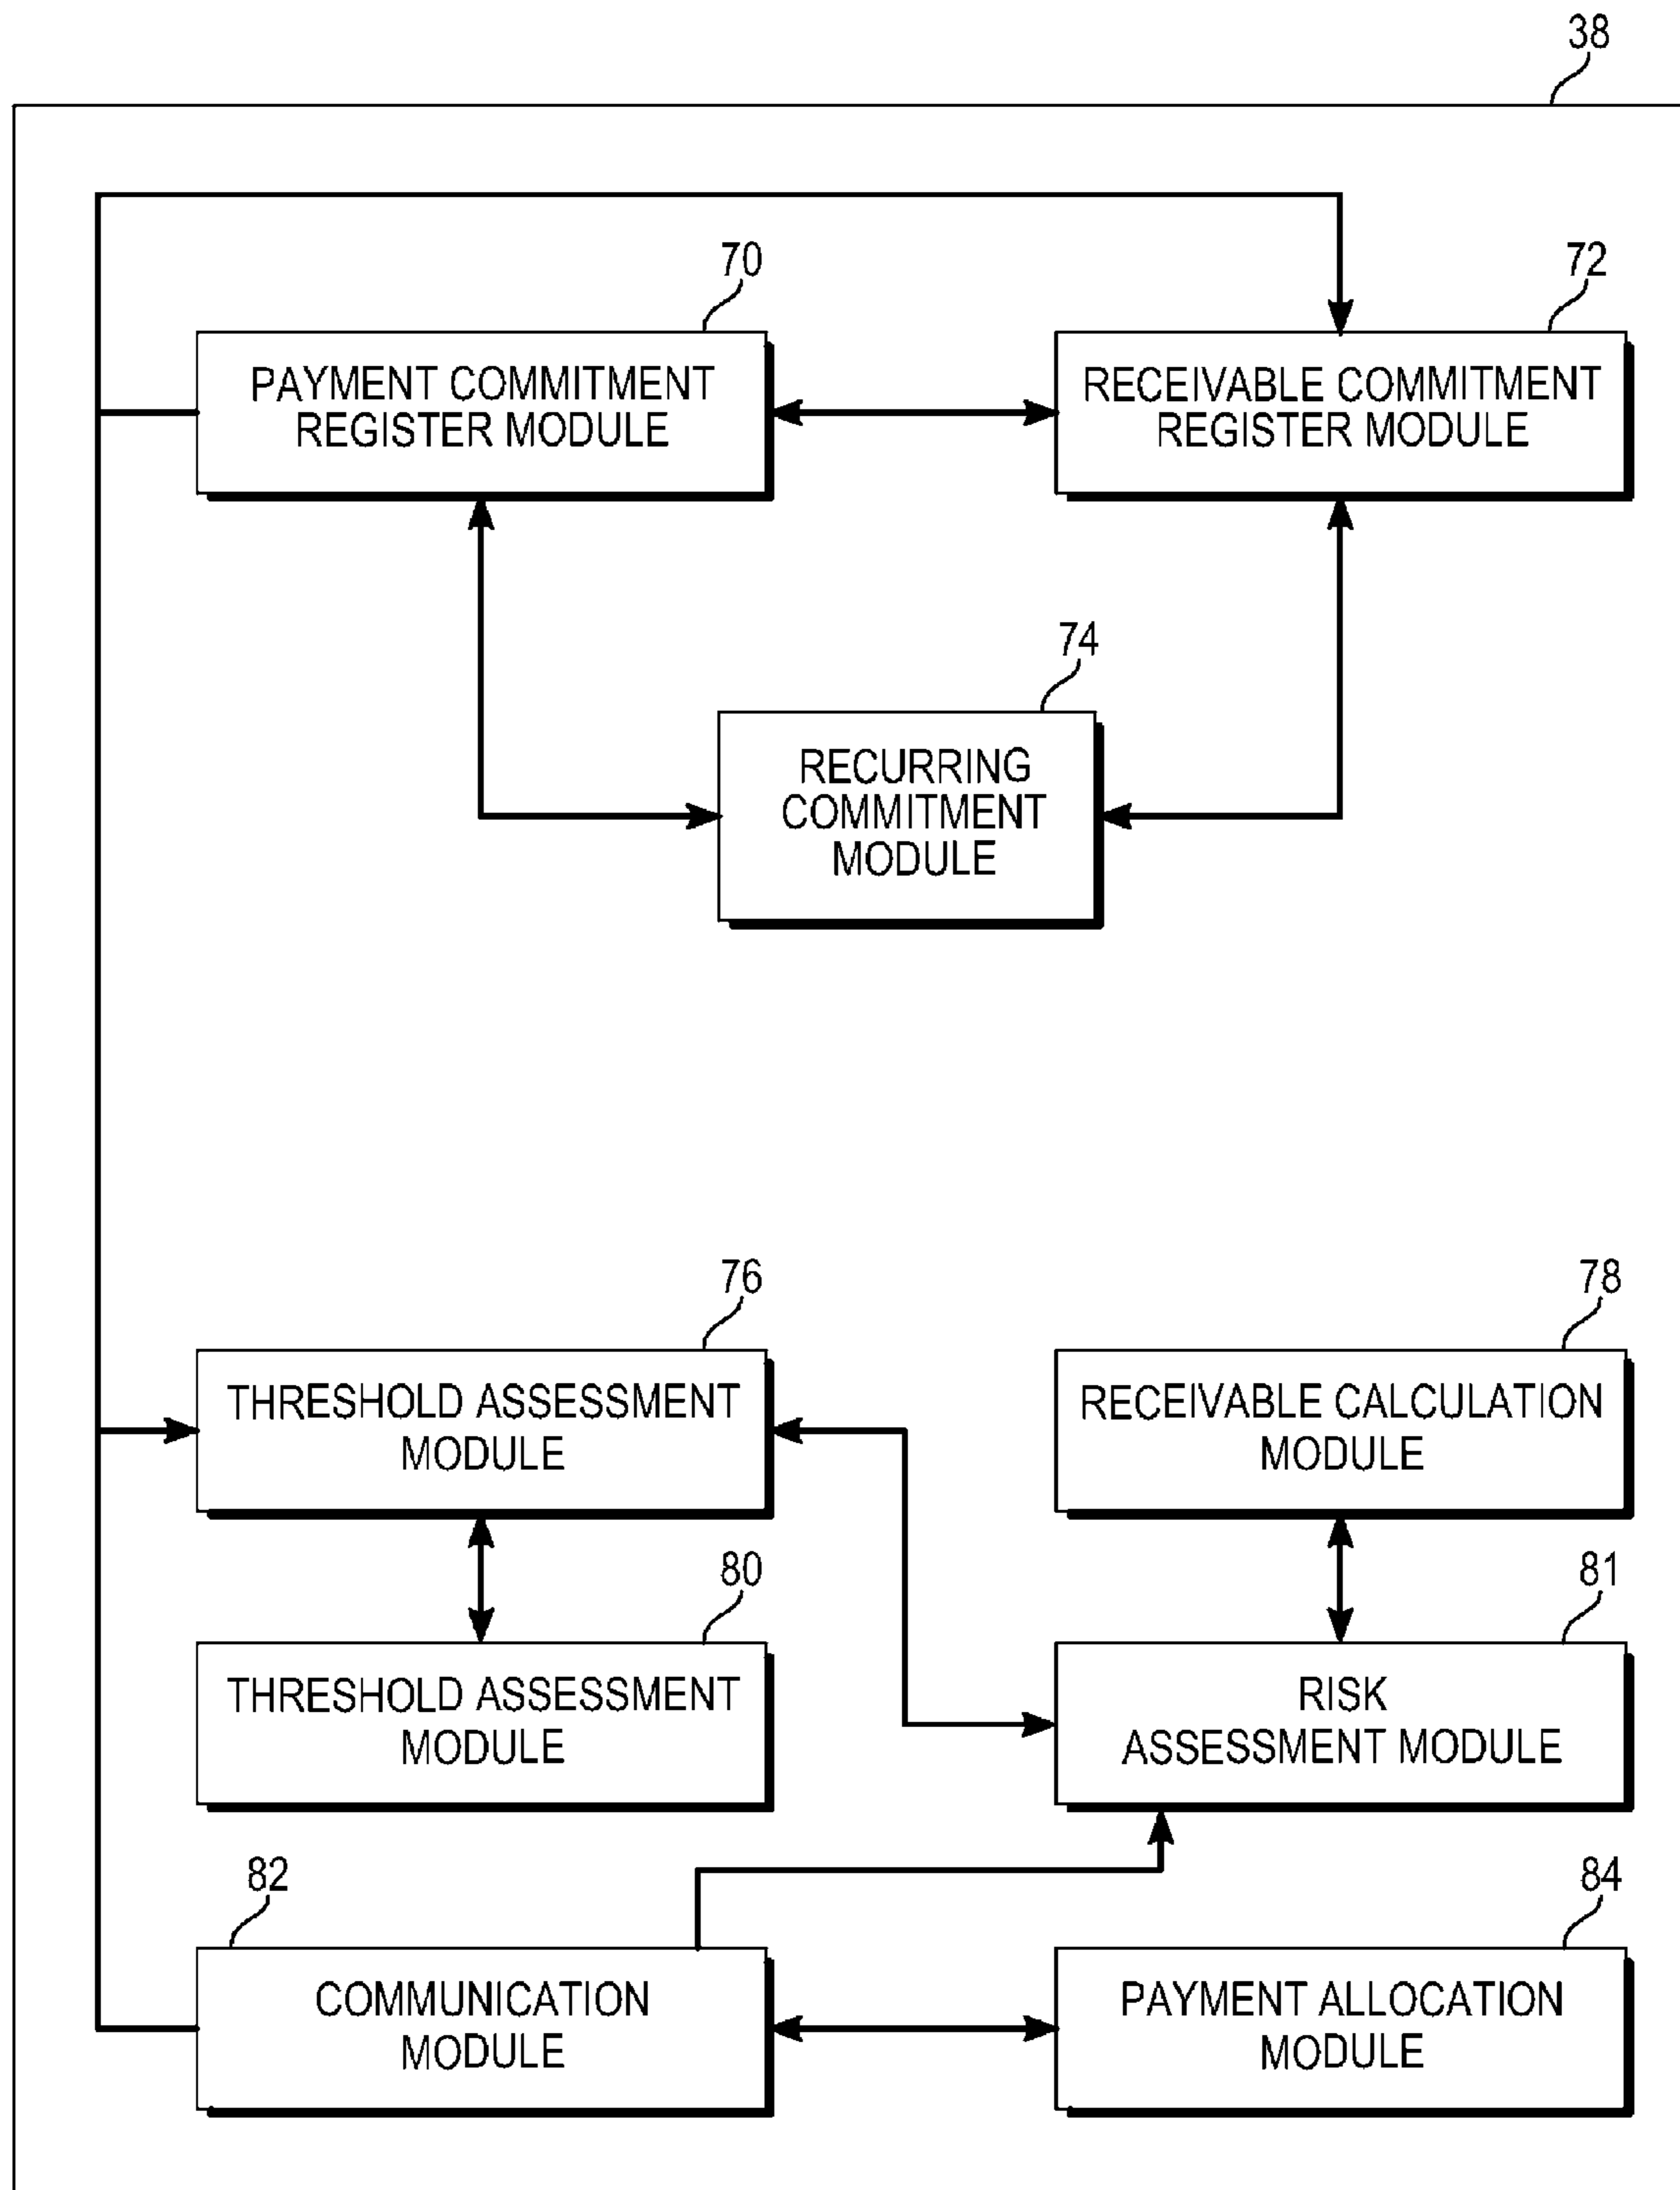 38
70
72
PAYMENT COMMITMENT
REGISTER MODULE
RECEIVABLE COMMITMENT
REGISTER MODULE
74
RECURRING
COMMITMENT
MODULE
76
78
THRESHOLD ASSESSMENT
MODULE
RECEIVABLE CALCULATION
MODULE
80
81
THRESHOLD ASSESSMENT
MODULE
RISK
ASSESSMENT MODULE
82
84
COMMUNICATION
MODULE
PAYMENT ALLOCATION
MODULE